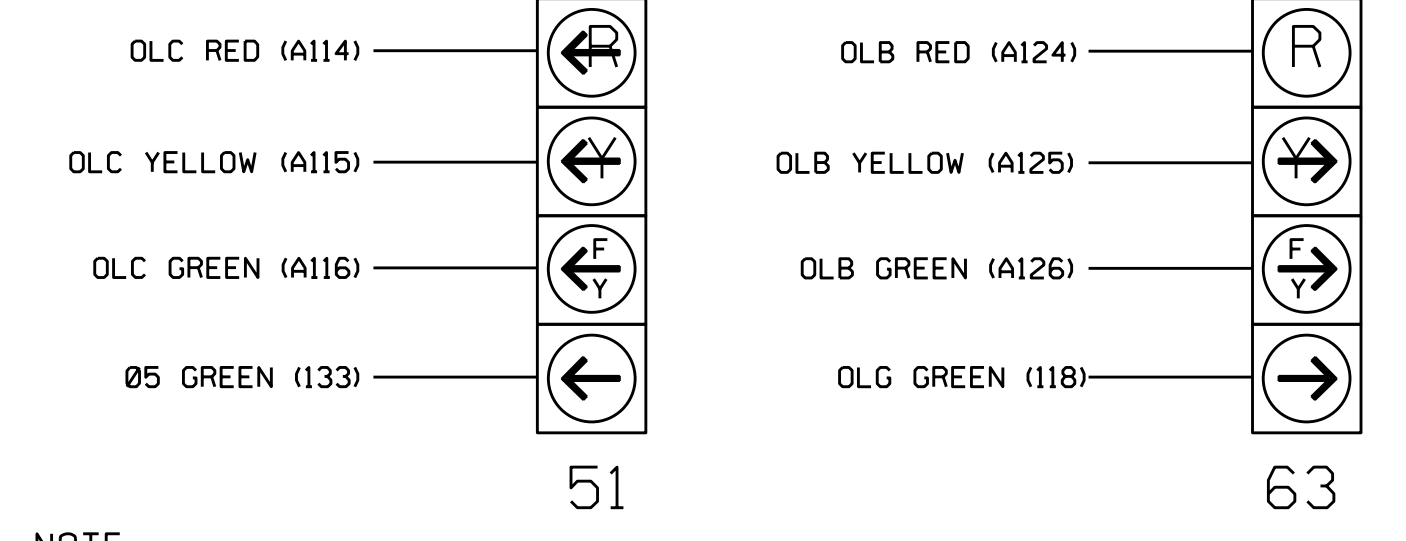 OLC RED (A114)
R
OLC YELLOW (A115)
Y
OLC GREEN (A116)
F
Y
Ø5 GREEN (133)
51
OLB RED (A124)
R
OLB YELLOW (A125)
Y
OLB GREEN (A126)
F
Y
OLG GREEN (118)
63
NOTE